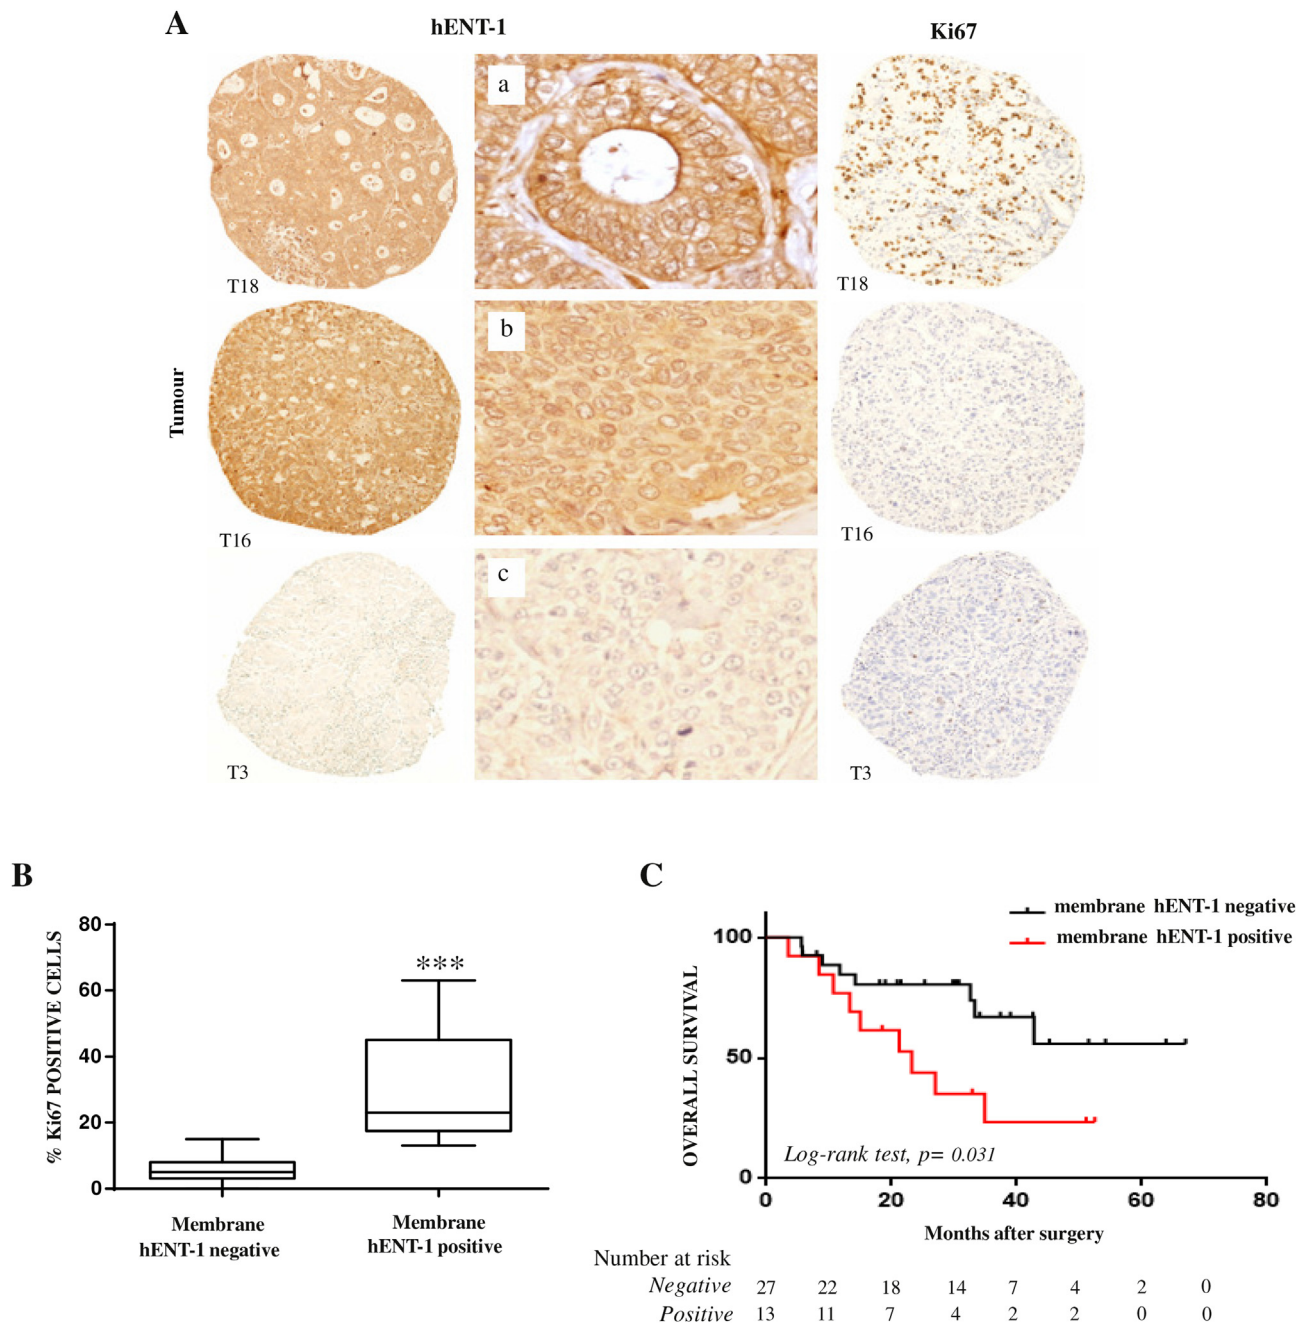 A
hENT-1
Ki67
a
T18
T18
Tumour
b
T16
T16
c
T3
T3
B
% Ki67 POSITIVE CELLS
80
60
40
20
0
***
Membrane
hENT-1 negative
Membrane
hENT-1 positive
C
membrane hENT-1 negative
membrane hENT-1 positive
OVERALL SURVIVAL
100
50
0
Log-rank test, p= 0.031
0 20 40 60 80
Months after surgery
Number at risk
Negative 27 22 18 14 7 4 2 0
Positive 13 11 7 4 2 2 0 0